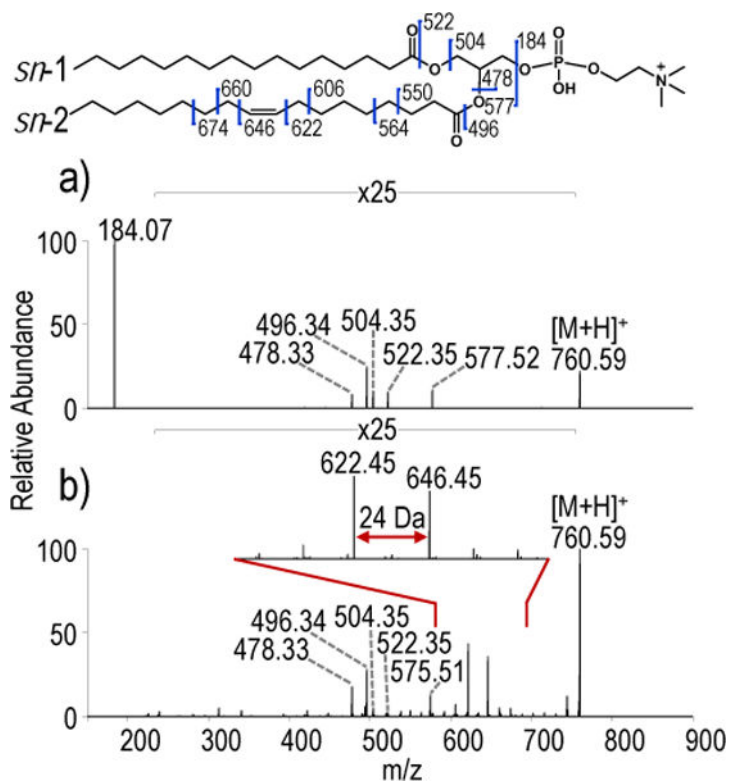 522
504
184
O
O
sn-1
O
O
P
O
N
+
478
OH
660
606
550
O
577
sn-2
674
646
622
564
O
496
a)
x25
100
184.07
[M+H]+
496.34
504.35
50
478.33
522.35
577.52
760.59
0
Relative Abundance
x25
b)
622.45
646.45
24 Da
[M+H]+
100
760.59
496.34
504.35
50
478.33
522.35
575.51
0
200
300
400
500
600
700
800
900
m/z